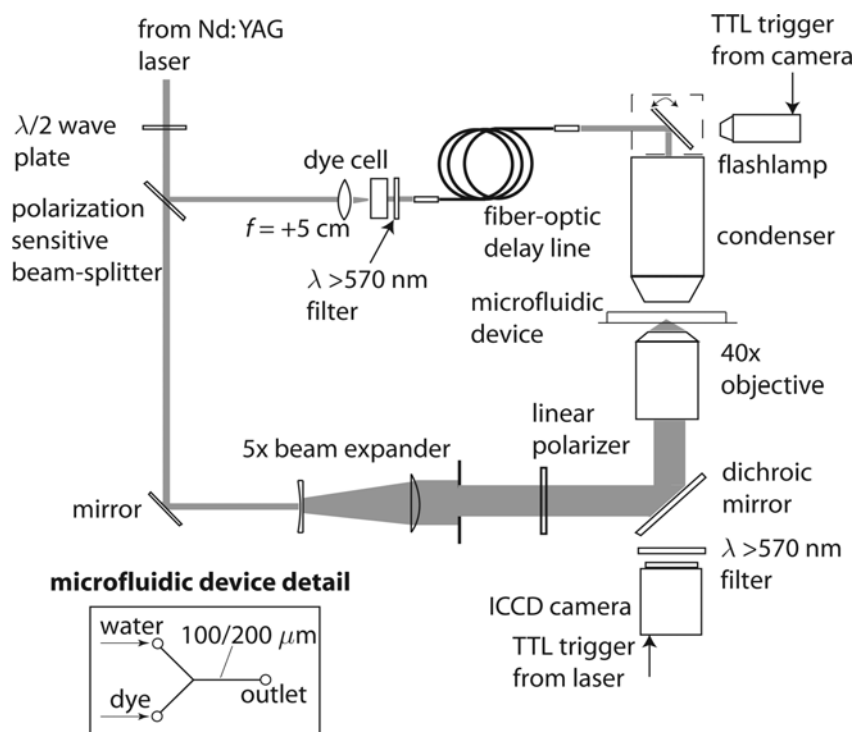 from Nd:YAG
laser
λ/2 wave
plate
polarization
sensitive
beam-splitter
dye cell
f = +5 cm
λ >570 nm
filter
fiber-optic
delay line
TTL trigger
from camera
flashlamp
condenser
microfluidic
device
40x
objective
linear
polarizer
5x beam expander
mirror
dichroic
mirror
λ >570 nm
filter
ICCD camera
TTL trigger
from laser
microfluidic device detail
water
100/200 μm
dye
outlet